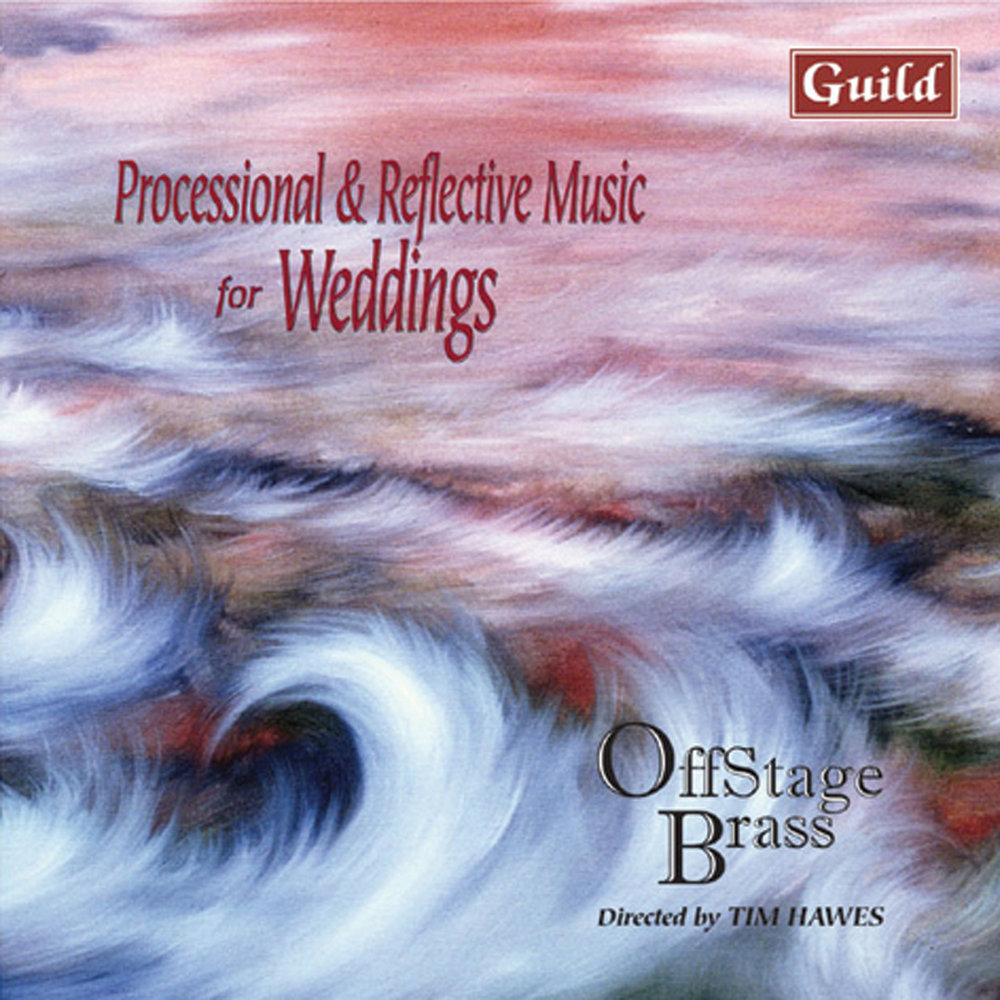 Guild
Processional & Reflective Music
for Weddings
OffStage
Brass
Directed by TIM HAWES